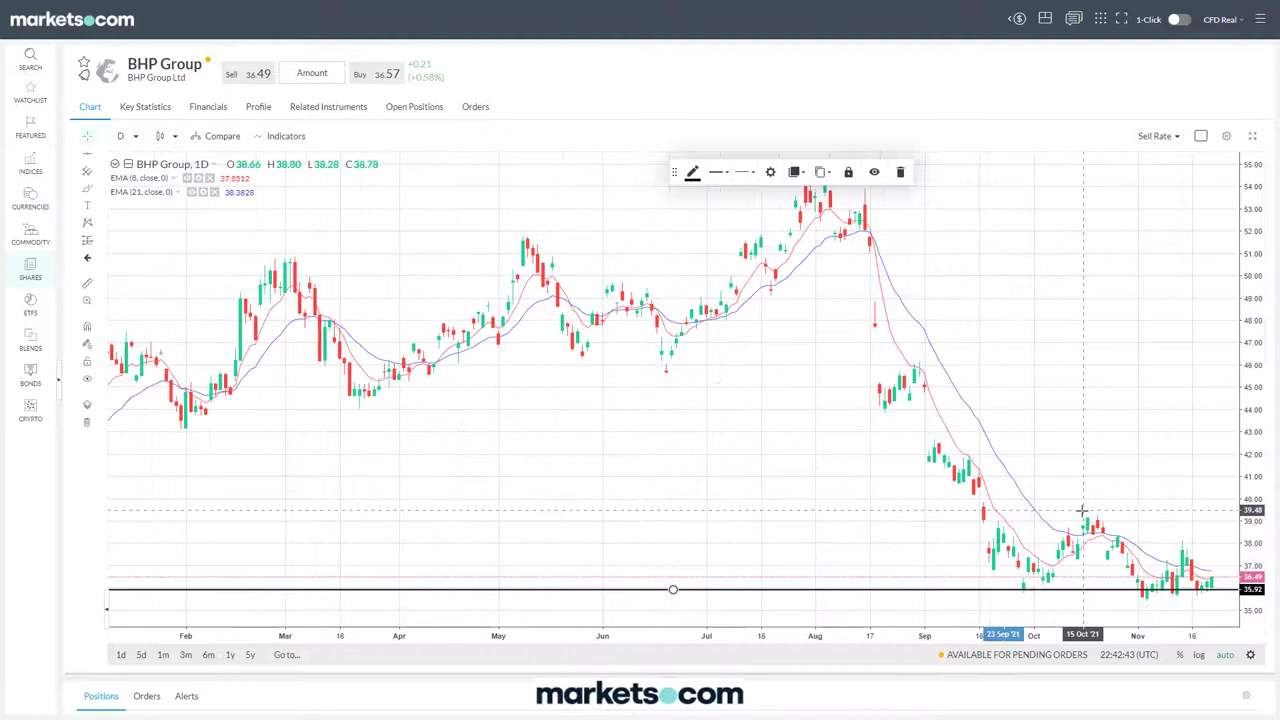 markets.com
1-Click
CFD Real
SEARCH
WATCHLIST
FEATURED
INDICES
CURRENCIES
COMMODITY
SHARES
ETFS
BLENDS
BONDS
CRYPTO
BHP Group
BHP Group Ltd
Sell 36.49
Amount
Buy 36.57
+0.21
(+0.58%)
Chart Key Statistics Financials Profile Related Instruments Open Positions Orders
D Compare Indicators Sell Rate
BHP Group, 1D O38.66 H38.80 L38.28 C38.78
EMA (8, close, 0) 37.8512
EMA (21, close, 0) 38.3828
55.00
54.00
53.00
52.00
51.00
50.00
49.00
48.00
47.00
46.00
45.00
44.00
43.00
42.00
41.00
40.00
39.48
39.00
38.00
37.00
36.49
35.92
35.00
Feb Mar 16 Apr May Jun Jul 16 Aug 17 Sep 16 23 Sep '21 Oct 15 Oct '21 Nov 16
1d 5d 1m 3m 6m 1y 5y Go to... AVAILABLE FOR PENDING ORDERS 22:42:43 (UTC) % log auto
Positions Orders Alerts
markets.com